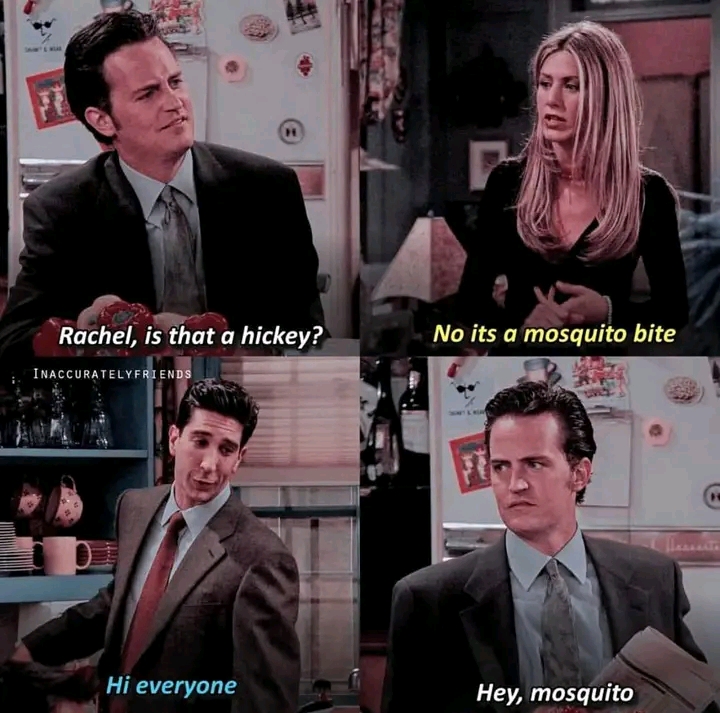 Rachel, is that a hickey?
No its a mosquito bite
INACCURATELYFRIENDS
Hi everyone
Hey, mosquito